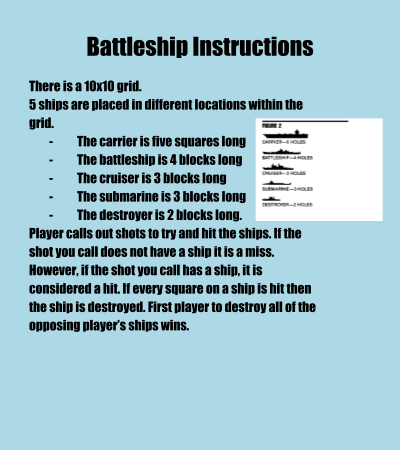 Battleship Instructions
There is a 10x10 grid.
5 ships are placed in different locations within the
grid.
- The carrier is five squares long
- The battleship is 4 blocks long
- The cruiser is 3 blocks long
- The submarine is 3 blocks long
- The destroyer is 2 blocks long.
FIGURE 2
CARRIER—5 HOLES
BATTLESHIP—4 HOLES
CRUISER—3 HOLES
SUBMARINE—3 HOLES
DESTROYER—2 HOLES
Player calls out shots to try and hit the ships. If the
shot you call does not have a ship it is a miss.
However, if the shot you call has a ship, it is
considered a hit. If every square on a ship is hit then
the ship is destroyed. First player to destroy all of the
opposing player's ships wins.